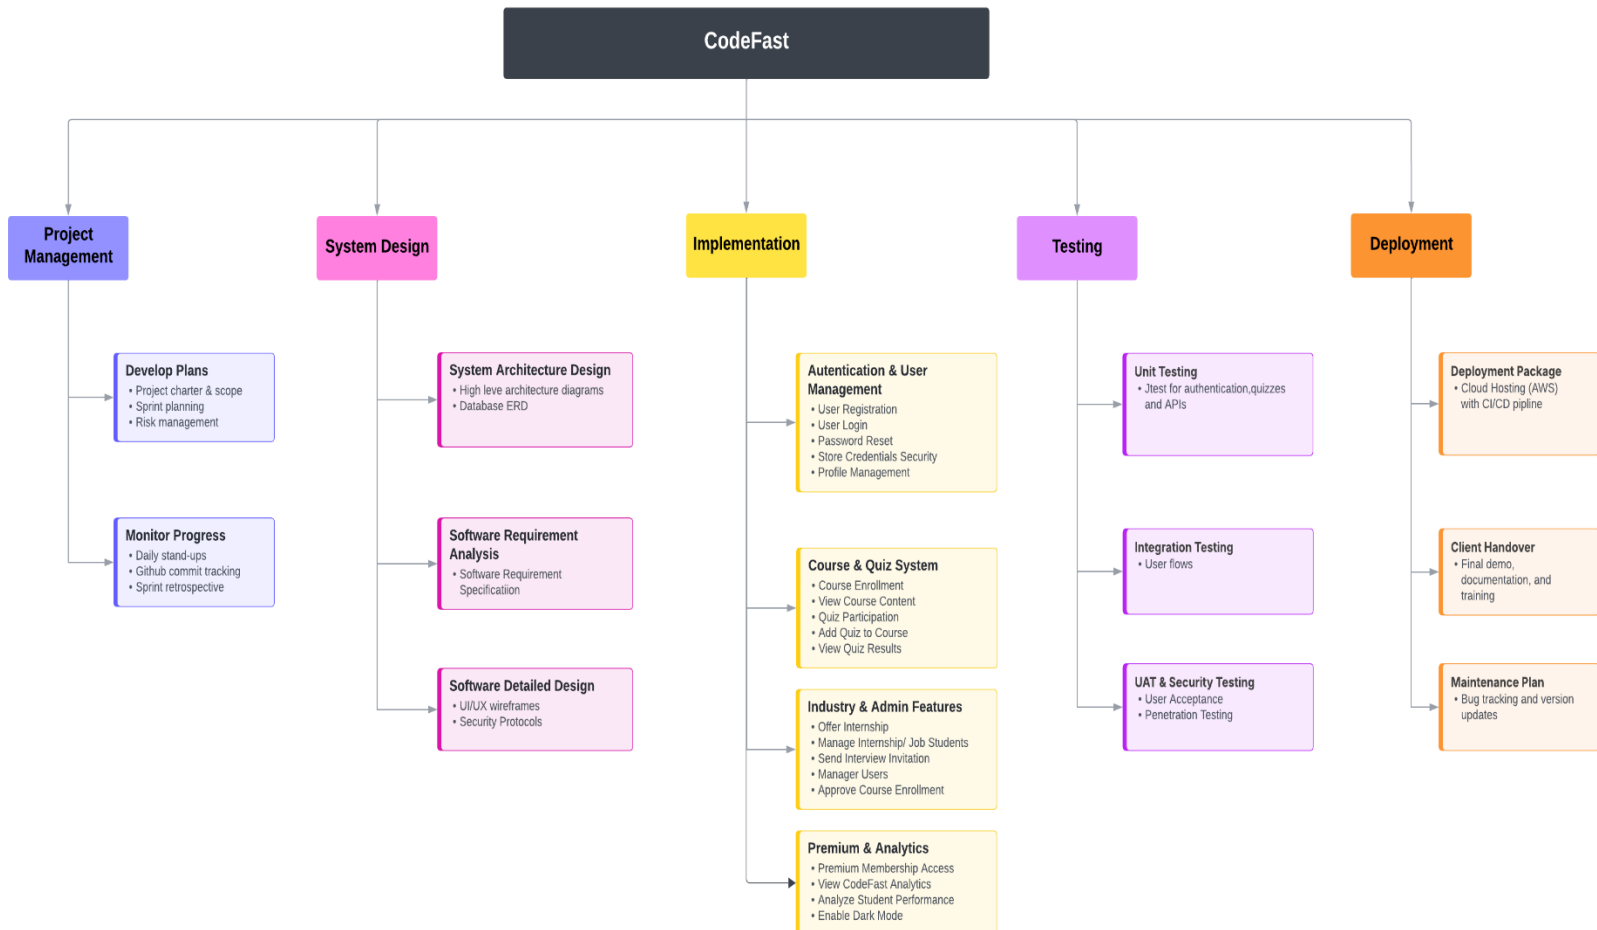 CodeFast
Project
Management
System Design
Implementation
Testing
Deployment
Develop Plans
• Project charter & scope
• Sprint planning
• Risk management
Monitor Progress
• Daily stand-ups
• Github commit tracking
• Sprint retrospective
System Architecture Design
• High leve architecture diagrams
• Database ERD
Software Requirement
Analysis
• Software Requirement
Specificatiion
Software Detailed Design
• UI/UX wireframes
• Security Protocols
Autentication & User
Management
• User Registration
• User Login
• Password Reset
• Store Credentials Security
• Profile Management
Course & Quiz System
• Course Enrollment
• View Course Content
• Quiz Participation
• Add Quiz to Course
• View Quiz Results
Industry & Admin Features
• Offer Internship
• Manage Internship/ Job Students
• Send Interview Invitation
• Manager Users
• Approve Course Enrollment
Premium & Analytics
• Premium Membership Access
• View CodeFast Analytics
• Analyze Student Performance
• Enable Dark Mode
Unit Testing
• Jtest for authentication,quizzes
and APIs
Integration Testing
• User flows
UAT & Security Testing
• User Acceptance
• Penetration Testing
Deployment Package
• Cloud Hosting (AWS)
with CI/CD pipline
Client Handover
• Final demo,
documentation, and
training
Maintenance Plan
• Bug tracking and version
updates